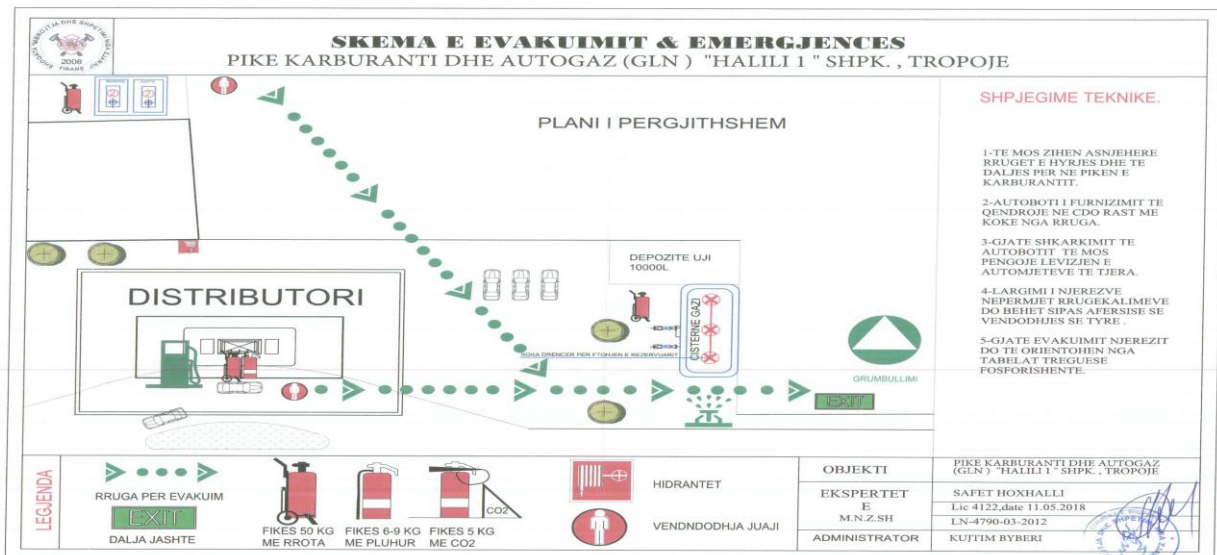 2008
TIRANE
SKEMA E EVAKUIMIT & EMERGJENCES
PIKE KARBURANTI DHE AUTOGAZ (GLN ) "HALILI 1 " SHPK. , TROPOJE
PLANI I PERGJITHSHEM
DISTRIBUTORI
DEPOZITE UJI
10000L
CISTERNE GAZI
GRUMBULLIMI
EXIT
SHPJEGIME TEKNIKE.
1-TE MOS ZIHEN ASNJEHERE
RRUGET E HYRJES DHE TE
DALJES PER NE PIKEN E
KARBURANTIT.
2-AUTOBOTI I FURNIZIMIT TE
QENDROJE NE CDO RAST ME
KOKE NGA RRUGA.
3-GJATE SHKARKIMIT TE
AUTOBOTIT TE MOS
PENGOJE LEVIZJEN E
AUTOMJETEVE TE TJERA.
4-LARGIMI I NJEREZVE
NEPERMJET RRUGEKALIMEVE
DO BEHET SIPAS AFERSISE SE
VENDODHJES SE TYRE .
5-GJATE EVAKUIMIT NJEREZIT
DO TE ORIENTOHEN NGA
TABELAT TREGUESE
FOSFORISHENTE.
LEGJENDA
RRUGA PER EVAKUIM
EXIT
DALJA JASHTE
FIKES 50 KG
ME RROTA
FIKES 6-9 KG
ME PLUHUR
CO2
FIKES 5 KG
ME CO2
HIDRANTET
VENDNDODHJA JUAJI
OBJEKTI
PIKE KARBURANTI DHE AUTOGAZ
(GLN ) "HALILI 1 " SHPK. , TROPOJE
EKSPERTET
E
M.N.Z.SH
SAFET HOXHALLI
Lic 4122,date 11.05.2018
LN-4790-03-2012
ADMINISTRATOR
KUJTIM BYBERI